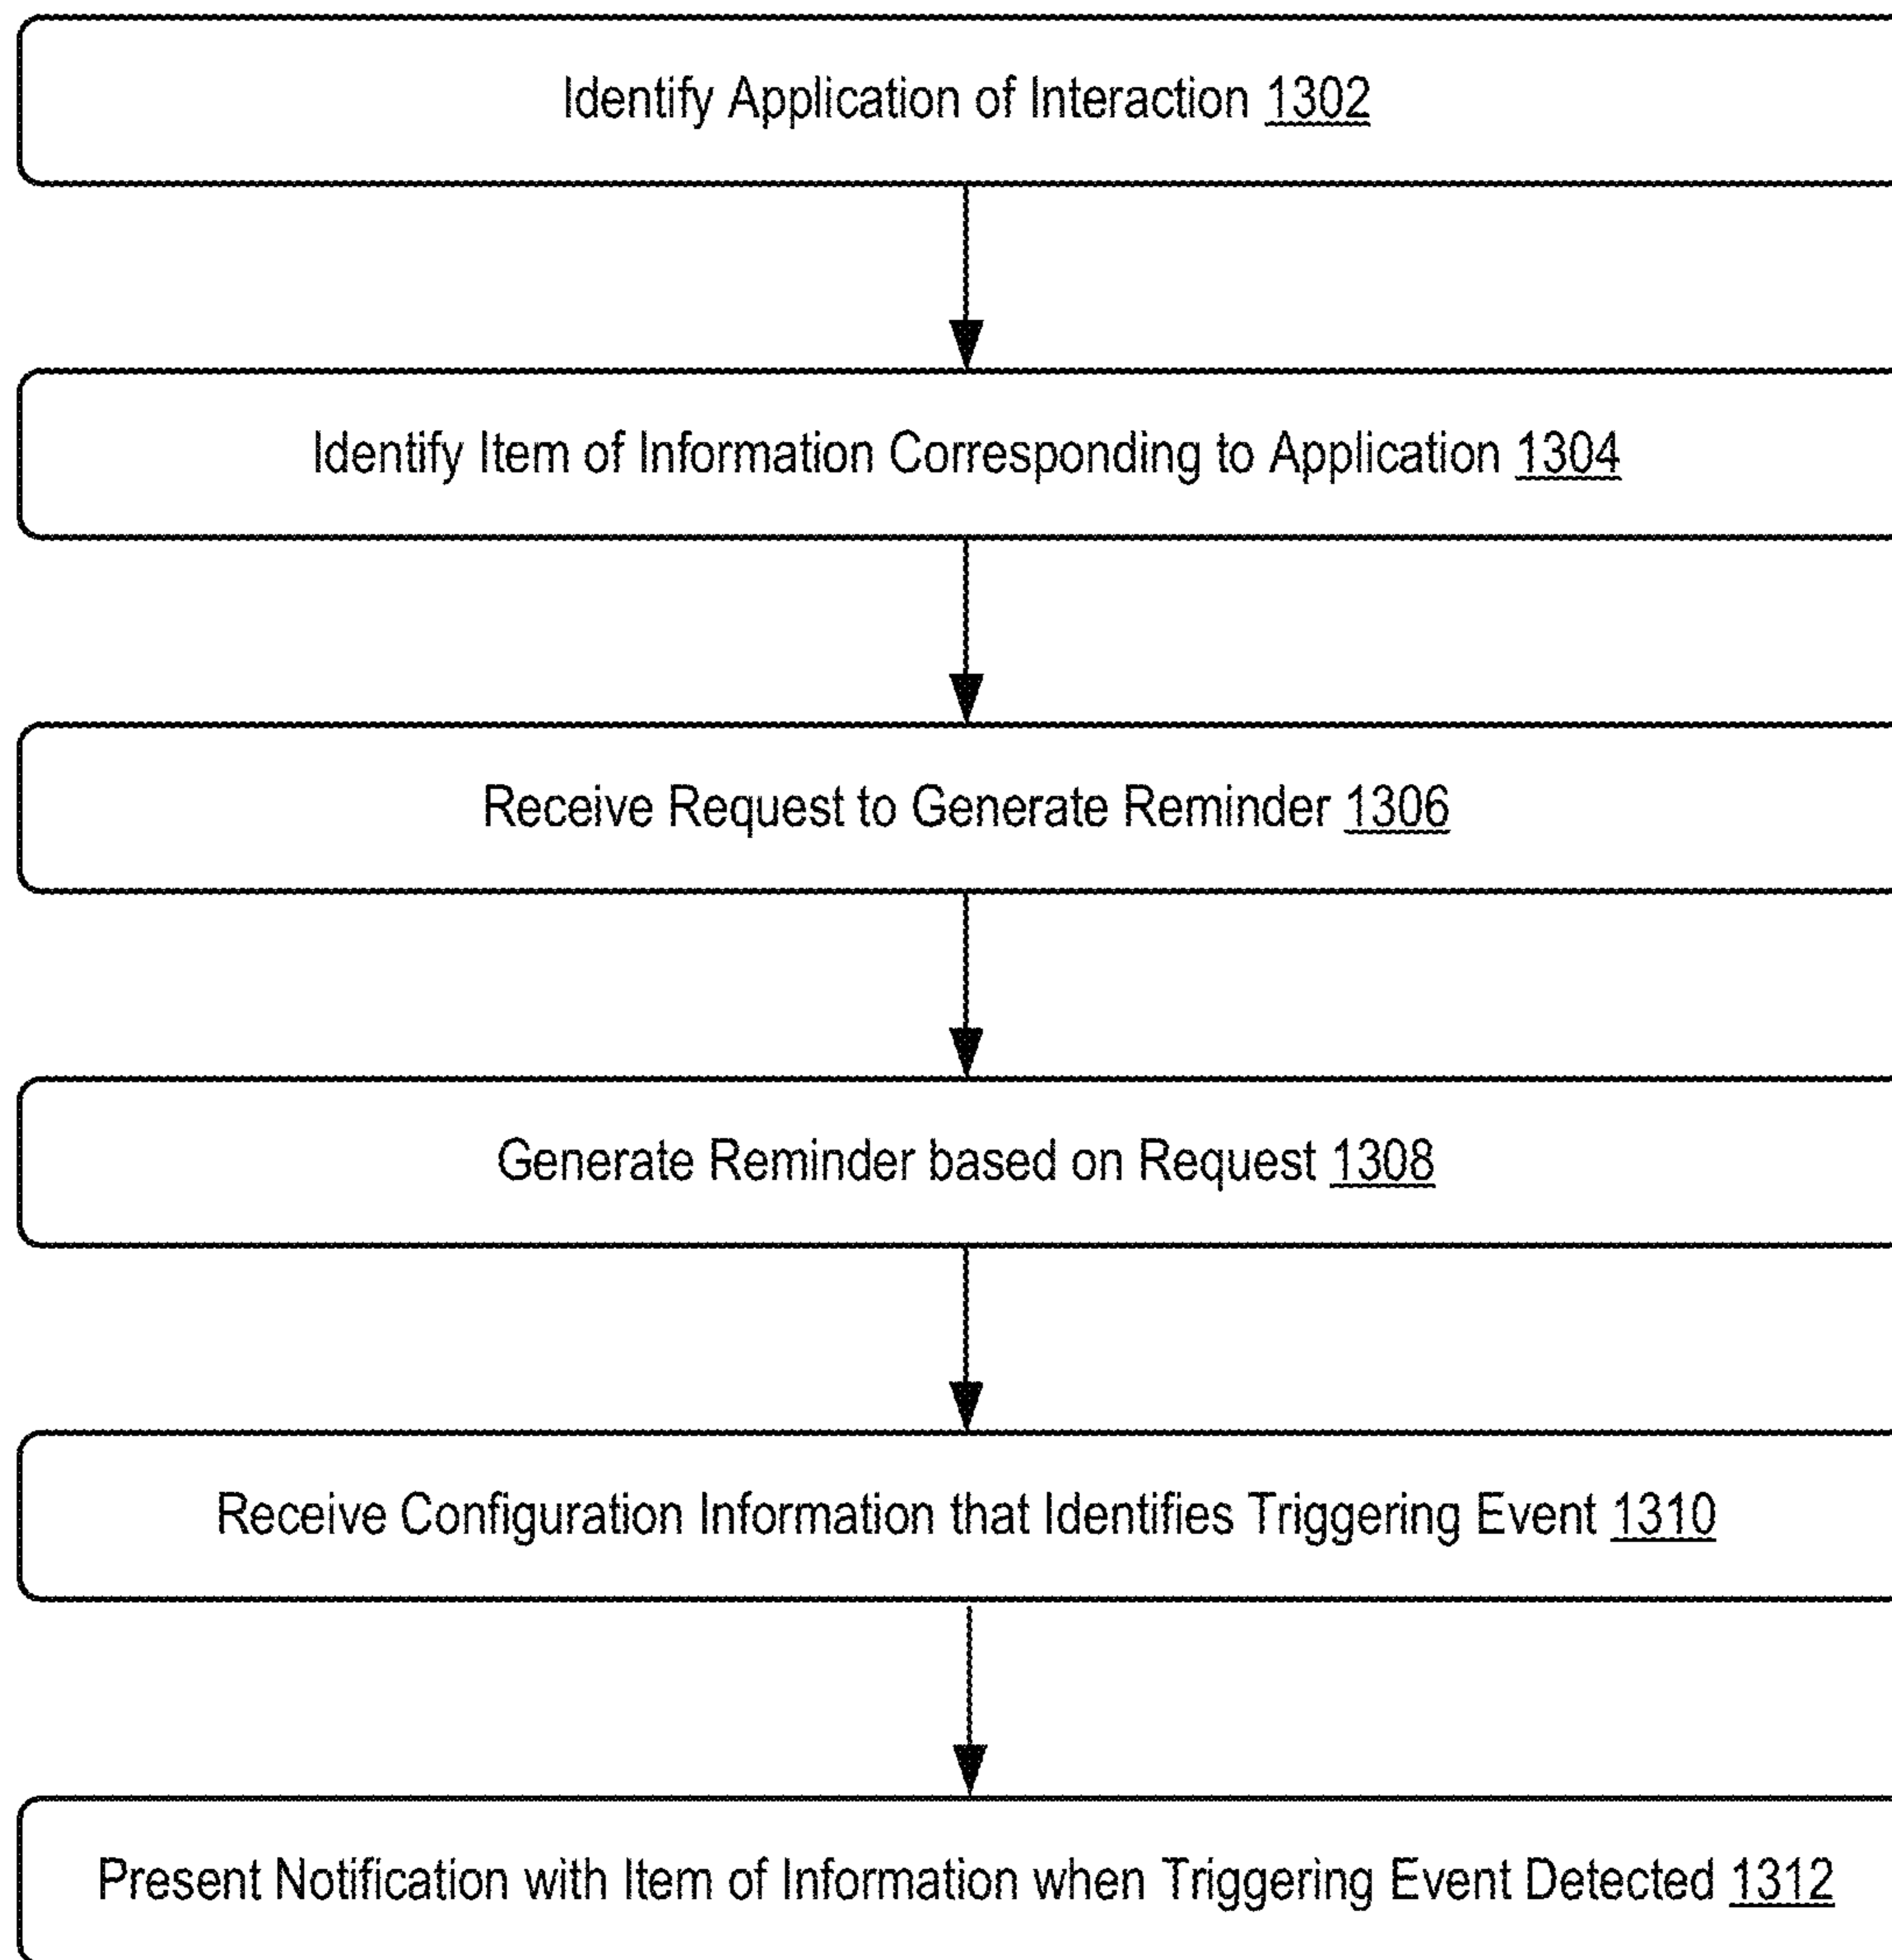 Identify Application of Interaction 1302
Identify Item of Information Corresponding to Application 1304
Receive Request to Generate Reminder 1306
Generate Reminder based on Request 1308
Receive Configuration Information that Identifies Triggering Event 1310
Present Notification with Item of Information when Triggering Event Detected 1312